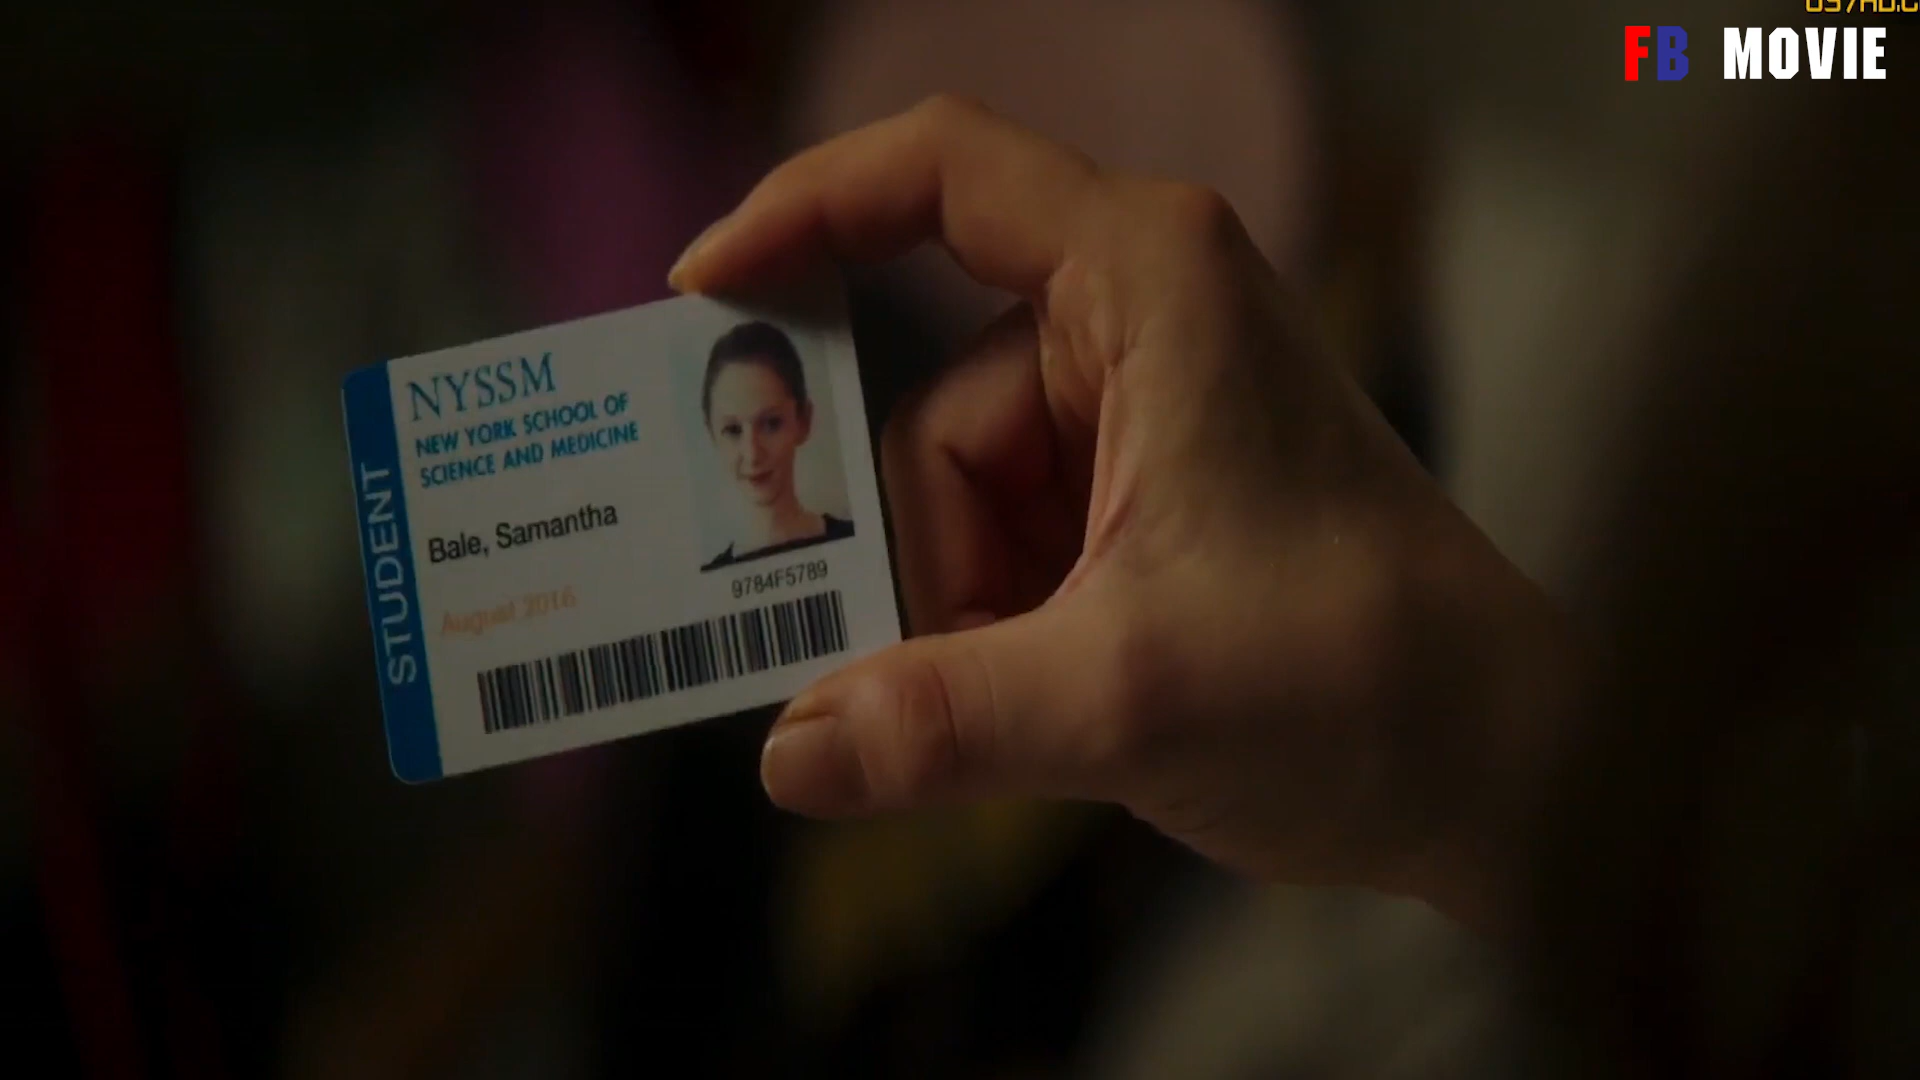 FB MOVIE
NYSSM
NEW YORK SCHOOL OF
SCIENCE AND MEDICINE
STUDENT
Bale, Samantha
9784F5789
August 2016